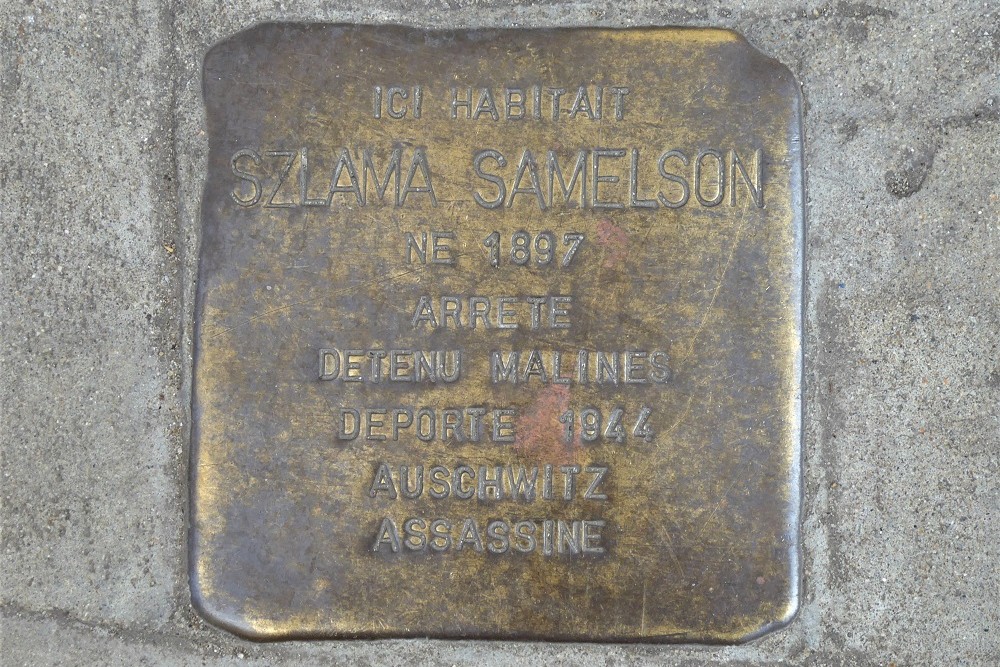 ICI HABITAIT
SZLAMA SAMELSON
NE 1897
ARRETE
DETENU MALINES
DEPORTE 1944
AUSCHWITZ
ASSASSINE